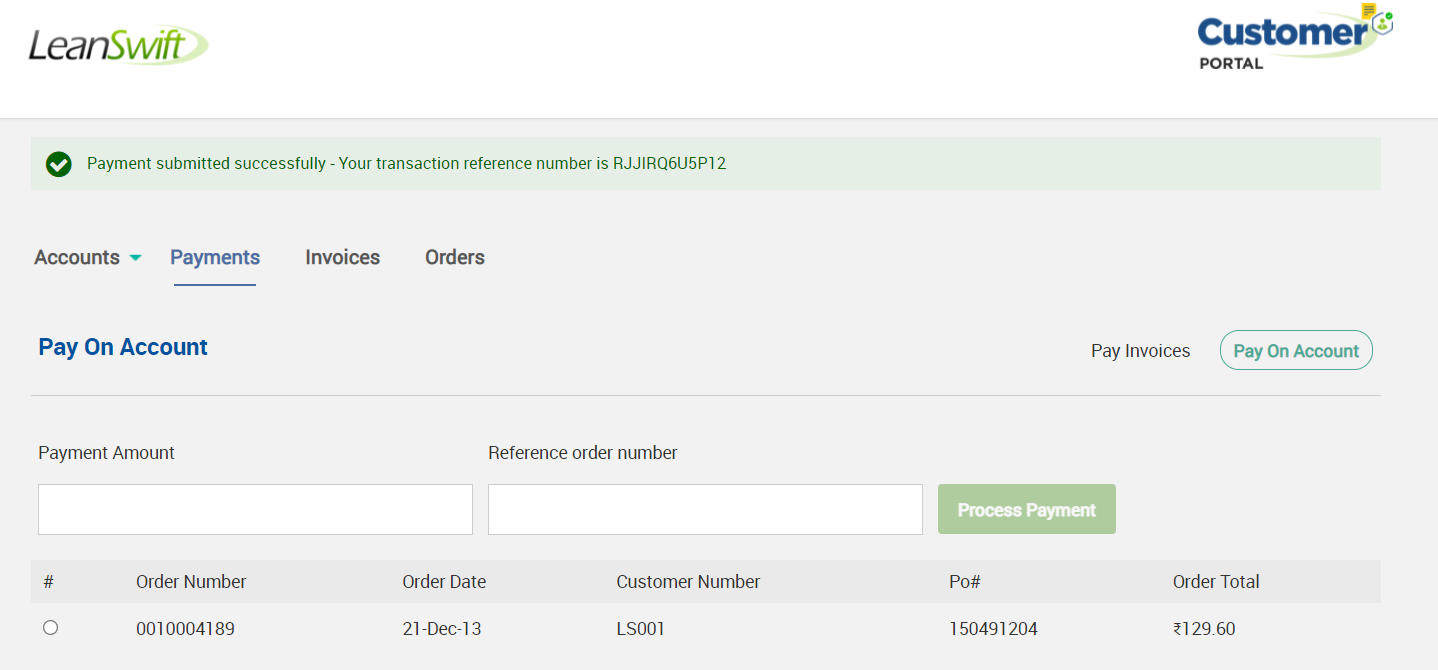 LeanSwift
Customer
PORTAL
Payment submitted successfully - Your transaction reference number is RJJIRQ6U5P12
Accounts Payments Invoices Orders
Pay On Account Pay Invoices Pay On Account
Payment Amount Reference order number
Process Payment
# Order Number Order Date Customer Number Po# Order Total
0010004189 21-Dec-13 LS001 150491204 ₹129.60